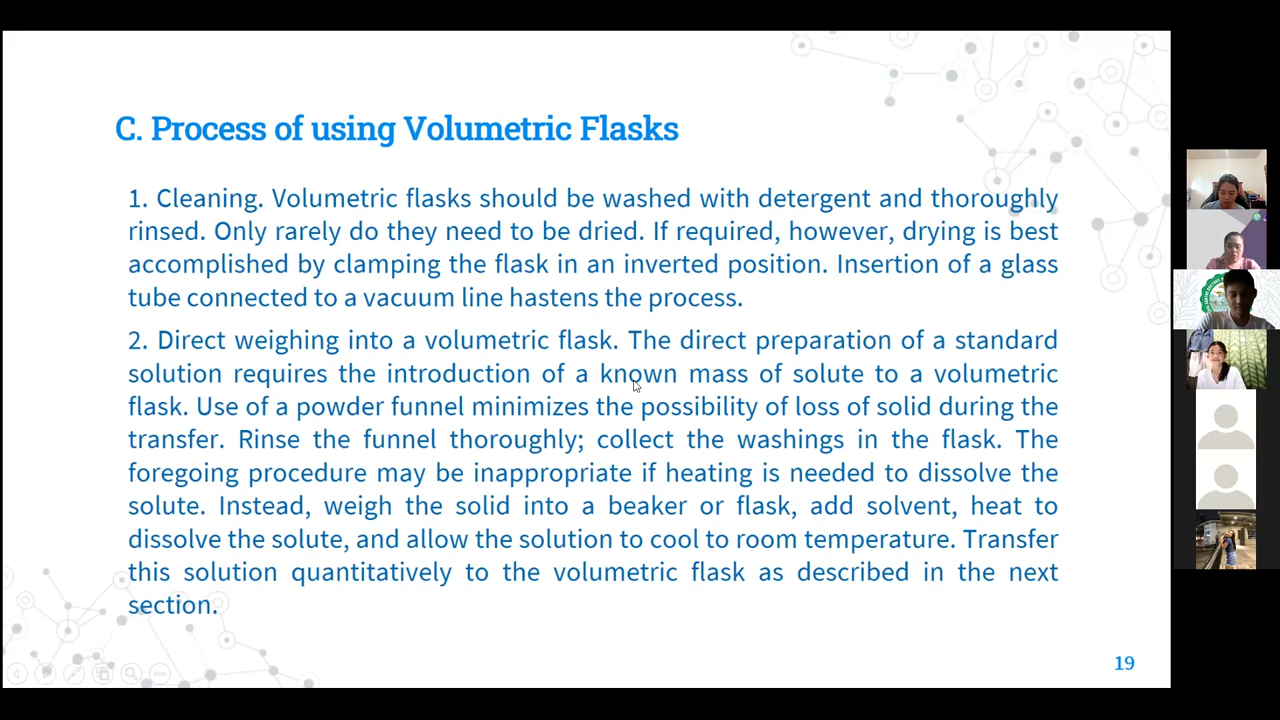 C. Process of using Volumetric Flasks
1. Cleaning. Volumetric flasks should be washed with detergent and thoroughly
rinsed. Only rarely do they need to be dried. If required, however, drying is best
accomplished by clamping the flask in an inverted position. Insertion of a glass
tube connected to a vacuum line hastens the process.
2. Direct weighing into a volumetric flask. The direct preparation of a standard
solution requires the introduction of a known mass of solute to a volumetric
flask. Use of a powder funnel minimizes the possibility of loss of solid during the
transfer. Rinse the funnel thoroughly; collect the washings in the flask. The
foregoing procedure may be inappropriate if heating is needed to dissolve the
solute. Instead, weigh the solid into a beaker or flask, add solvent, heat to
dissolve the solute, and allow the solution to cool to room temperature. Transfer
this solution quantitatively to the volumetric flask as described in the next
section.
19